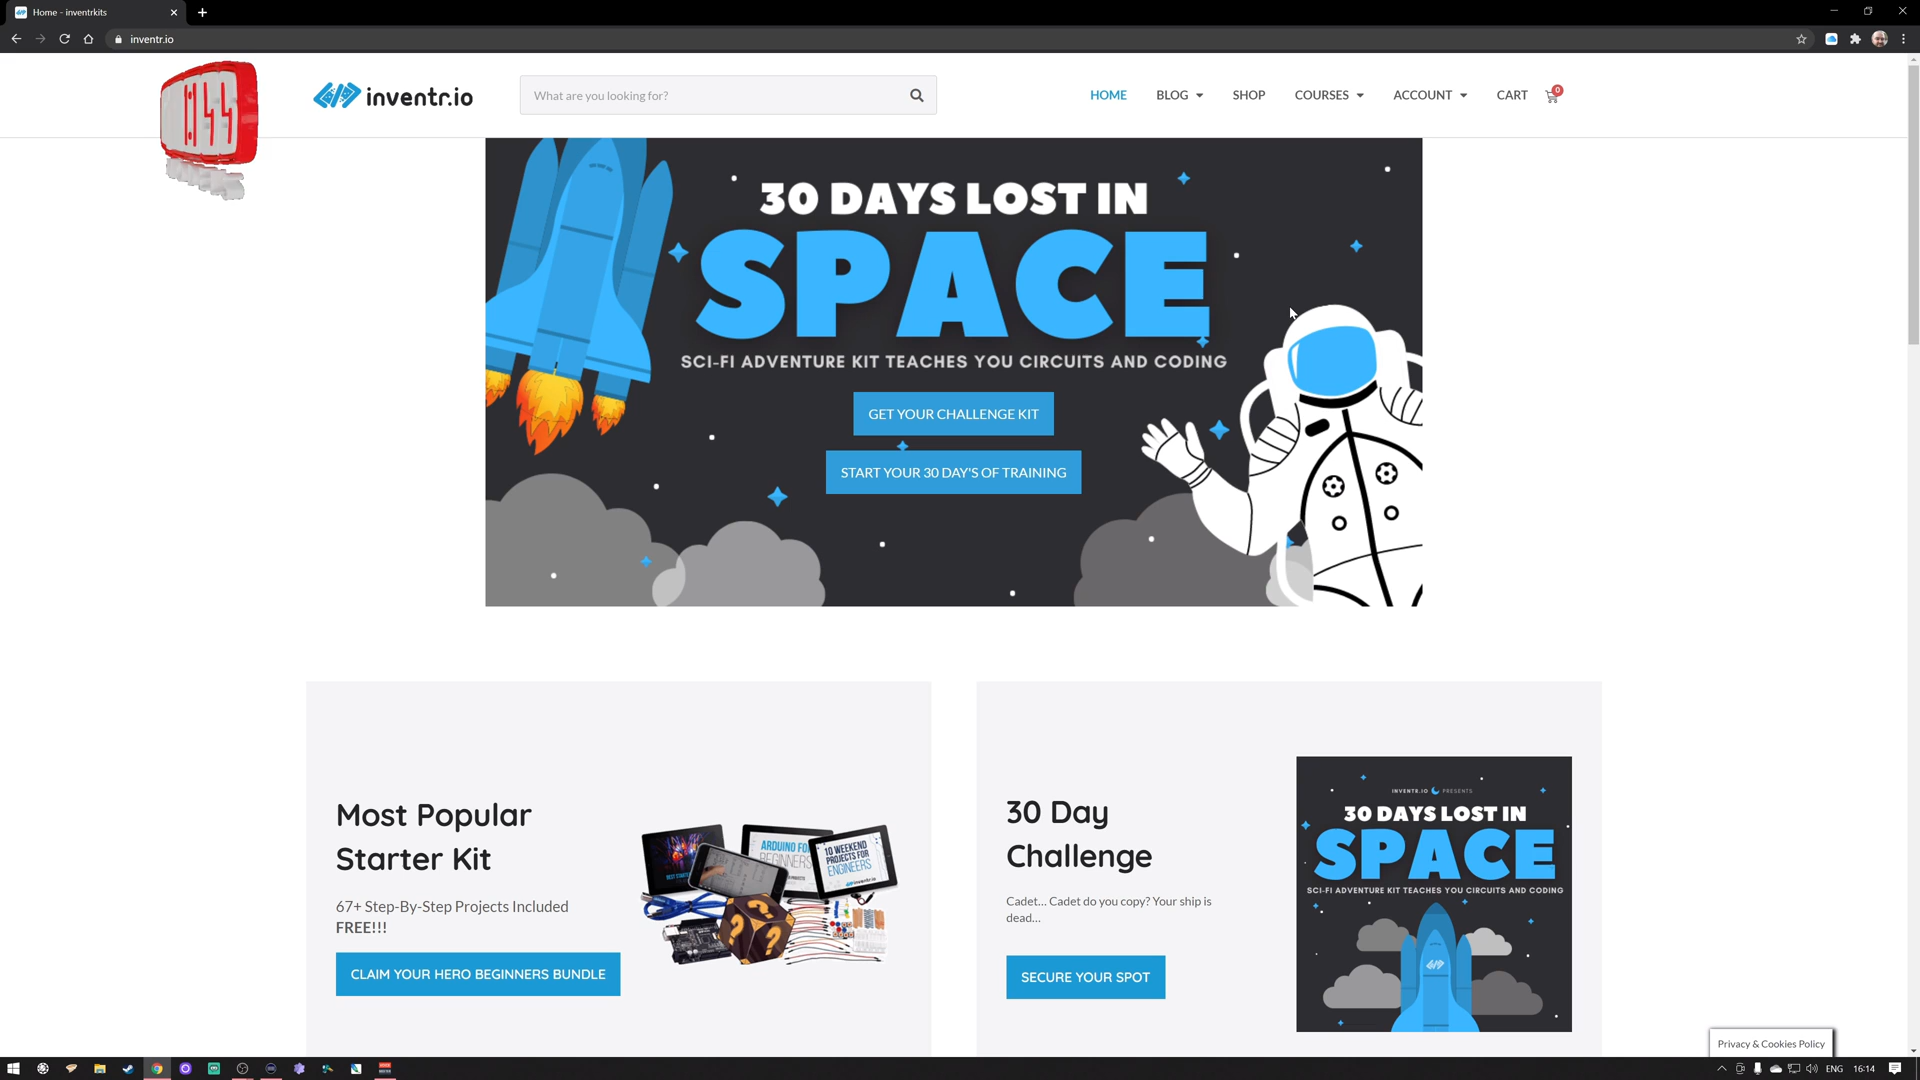 Home - inventrkits
inventr.io
1:55
inventr.io
What are you looking for?
HOME
BLOG
SHOP
COURSES
ACCOUNT
CART
0
30 DAYS LOST IN
SPACE
SCI-FI ADVENTURE KIT TEACHES YOU CIRCUITS AND CODING
GET YOUR CHALLENGE KIT
START YOUR 30 DAY'S OF TRAINING
Most Popular
Starter Kit
67+ Step-By-Step Projects Included
FREE!!!
CLAIM YOUR HERO BEGINNERS BUNDLE
ARDUINO FOR
BEGINNERS
10 WEEKEND
PROJECTS FOR
ENGINEERS
inventr.io
30 Day
Challenge
Cadet... Cadet do you copy? Your ship is
dead...
SECURE YOUR SPOT
INVENTR.IO PRESENTS
30 DAYS LOST IN
SPACE
SCI-FI ADVENTURE KIT TEACHES YOU CIRCUITS AND CODING
Privacy & Cookies Policy
ENG
16:14